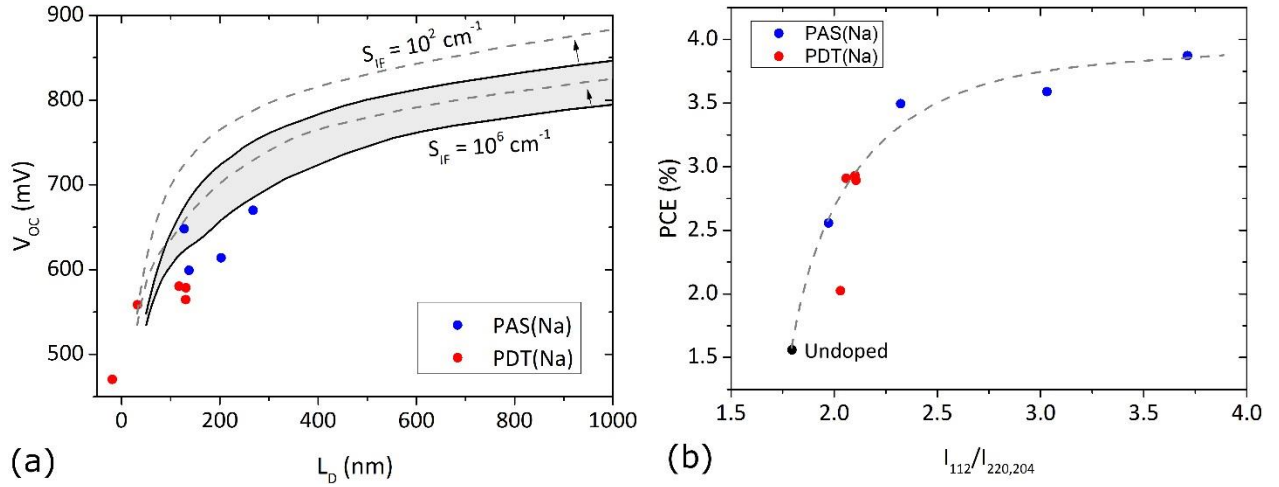 900
800
700
600
500
V_OC (mV)
S_IF = 10^2 cm^-1
S_IF = 10^6 cm^-1
PAS(Na)
PDT(Na)
0 200 400 600 800 1000
L_D (nm)
(a)
4.0
3.5
3.0
2.5
2.0
1.5
PCE (%)
PAS(Na)
PDT(Na)
Undoped
1.5 2.0 2.5 3.0 3.5 4.0
I_112/I_220,204
(b)